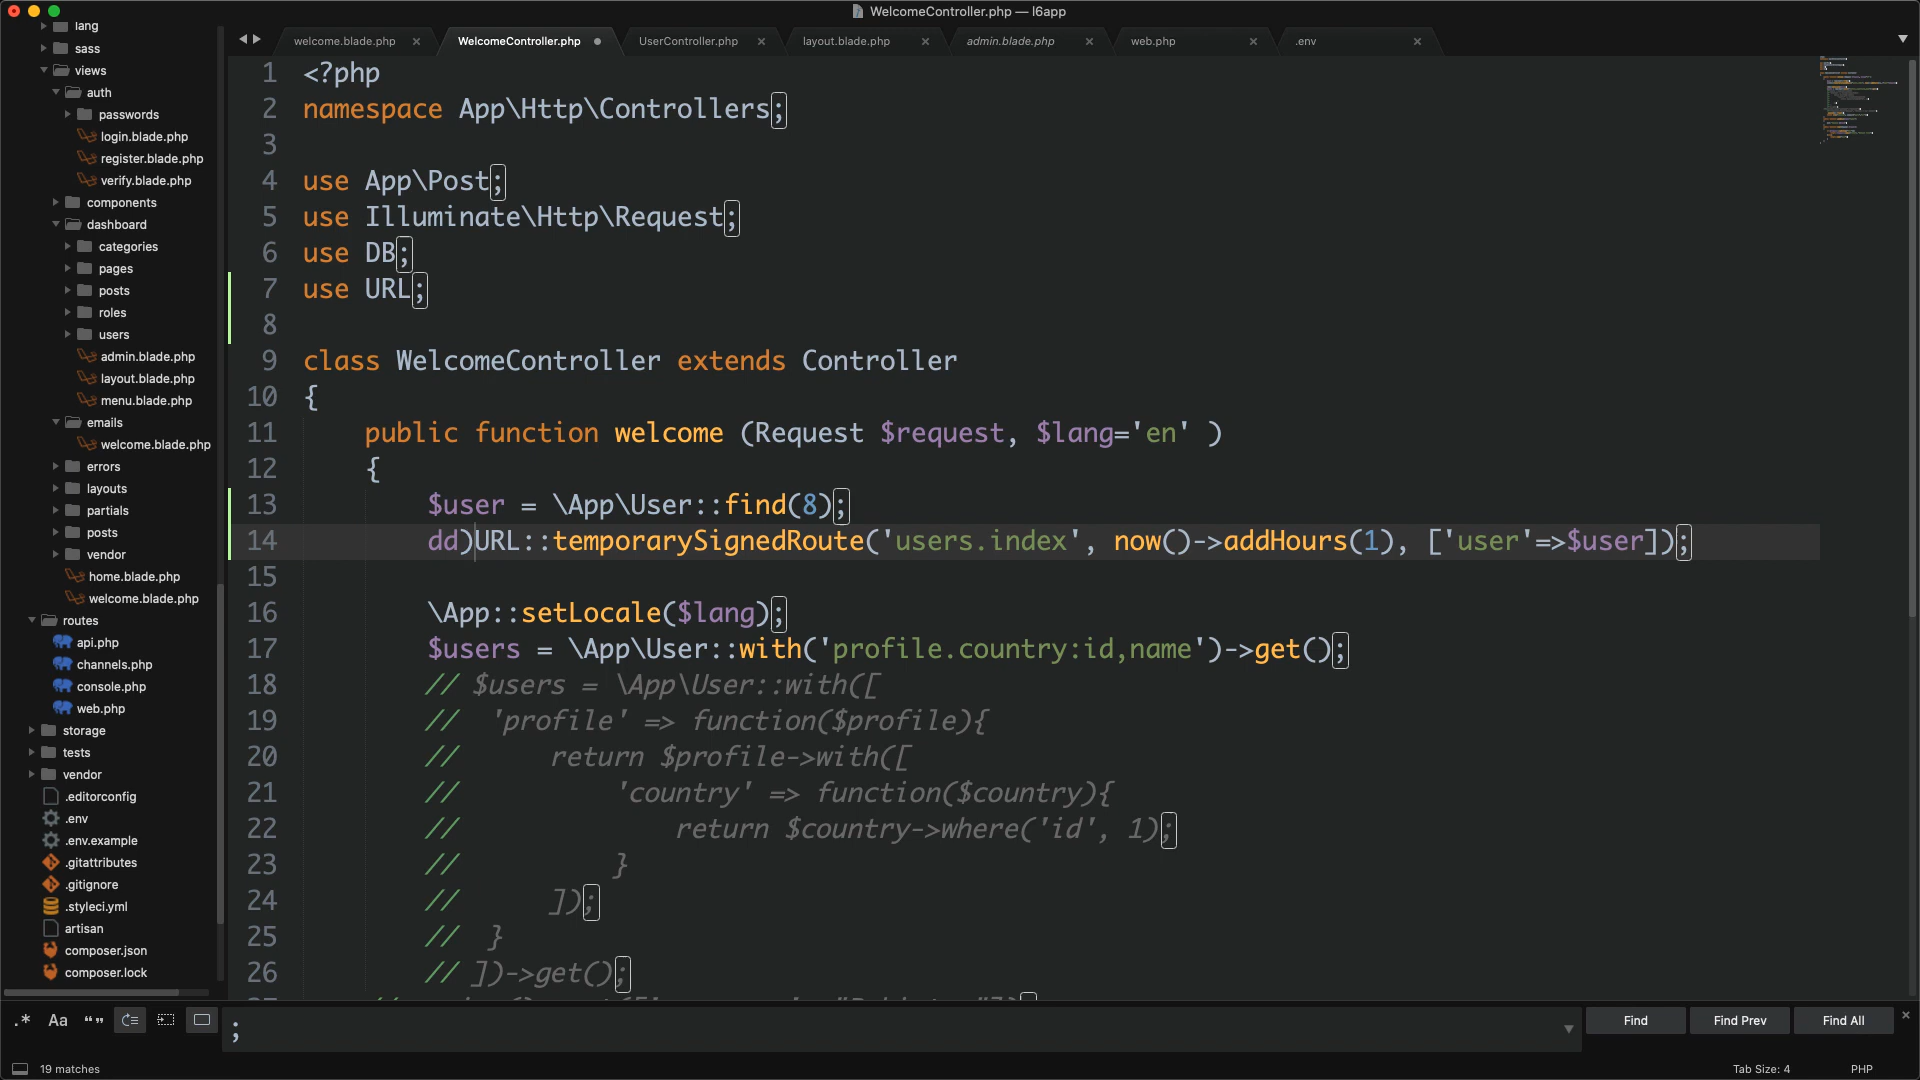 WelcomeController.php — l6app
welcome.blade.php
WelcomeController.php
UserController.php
layout.blade.php
admin.blade.php
web.php
.env
lang
sass
views
auth
passwords
login.blade.php
register.blade.php
verify.blade.php
components
dashboard
categories
pages
posts
roles
users
admin.blade.php
layout.blade.php
menu.blade.php
emails
welcome.blade.php
errors
layouts
partials
posts
vendor
home.blade.php
welcome.blade.php
routes
api.php
channels.php
console.php
web.php
storage
tests
vendor
.editorconfig
.env
.env.example
.gitattributes
.gitignore
.styleci.yml
artisan
composer.json
composer.lock
1 <?php
2 namespace App\Http\Controllers;
3
4 use App\Post;
5 use Illuminate\Http\Request;
6 use DB;
7 use URL;
8
9 class WelcomeController extends Controller
10 {
11 public function welcome (Request $request, $lang='en' )
12 {
13 $user = \App\User::find(8);
14 dd)URL::temporarySignedRoute('users.index', now()->addHours(1), ['user'=>$user]);
15
16 \App::setLocale($lang);
17 $users = \App\User::with('profile.country:id,name')->get();
18 // $users = \App\User::with([
19 // 'profile' => function($profile){
20 // return $profile->with([
21 // 'country' => function($country){
22 // return $country->where('id', 1);
23 // }
24 // ]);
25 // }
26 // ])->get();
.* Aa “”
;
Find
Find Prev
Find All
19 matches
Tab Size: 4
PHP